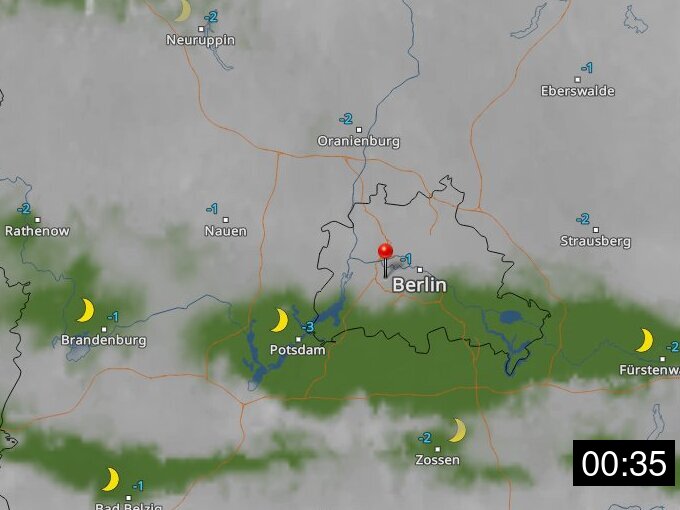 -2
Neuruppin
-1
Eberswalde
-2
Oranienburg
-2
Rathenow
-1
Nauen
-2
Strausberg
-1
Berlin
-1
Brandenburg
-3
Potsdam
-2
Fürstenwa
-2
Zossen
-1
Bad Belzig
00:35